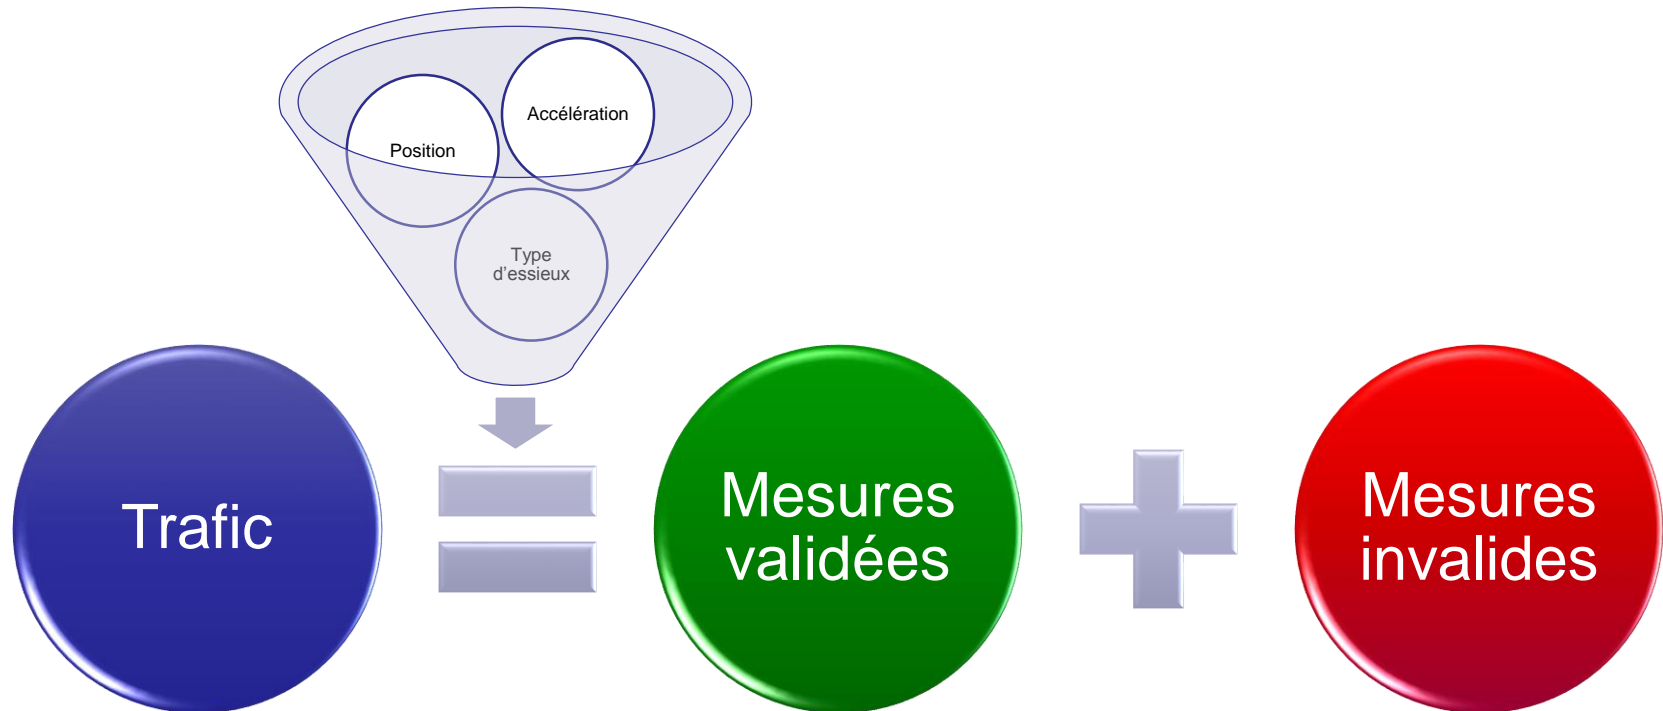 Accélération
Position
Type
d'essieux
Trafic
Mesures
validées
Mesures
invalides